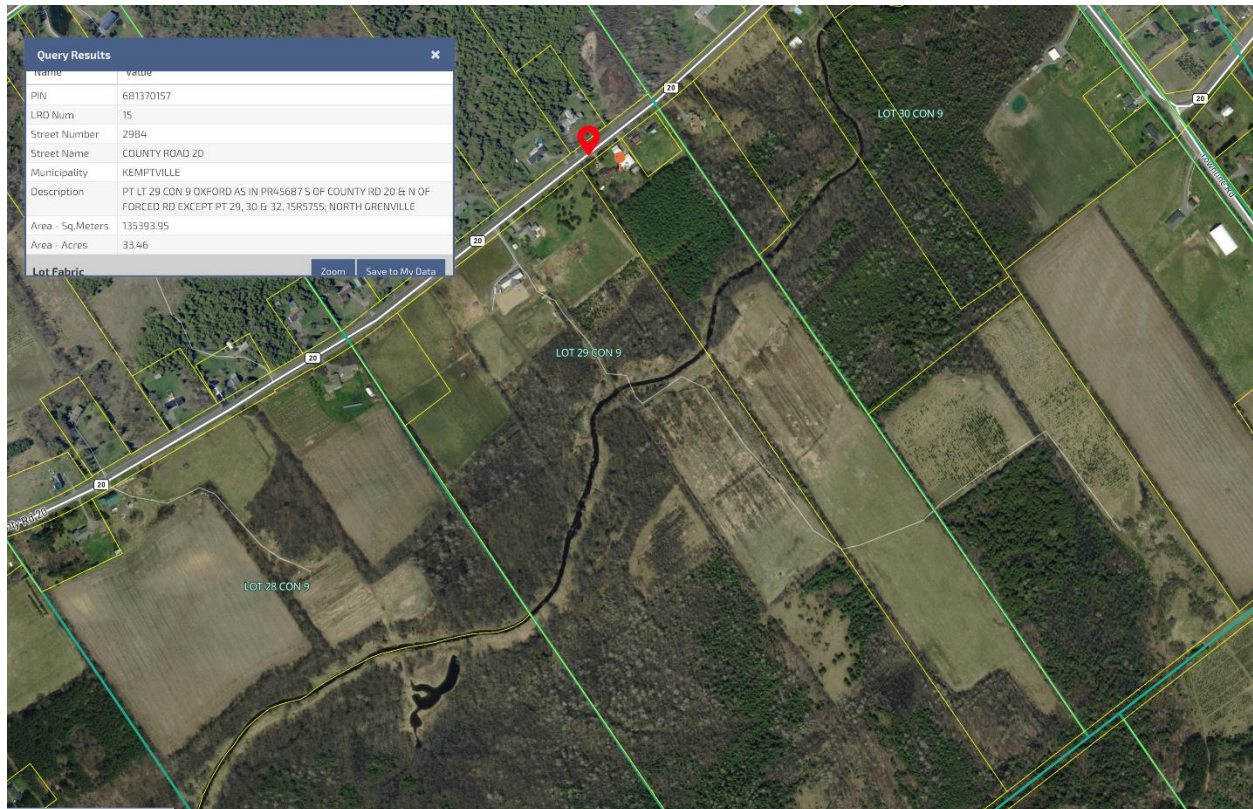 Query Results ×
Name Value
PIN 681370157
LRO Num 15
Street Number 2984
Street Name COUNTY ROAD 20
Municipality KEMPTVILLE
Description PT LT 29 CON 9 OXFORD AS IN PR45687 S OF COUNTY RD 20 & N OF
FORCED RD EXCEPT PT 29, 30 & 32, 15R5755; NORTH GRENVILLE
Area - Sq.Meters 135393.95
Area - Acres 33.46
Lot Fabric Zoom Save to My Data
20
20
LOT 30 CON 9
Townline Rd
20
LOT 29 CON 9
20
20
Rd 20
LOT 28 CON 9